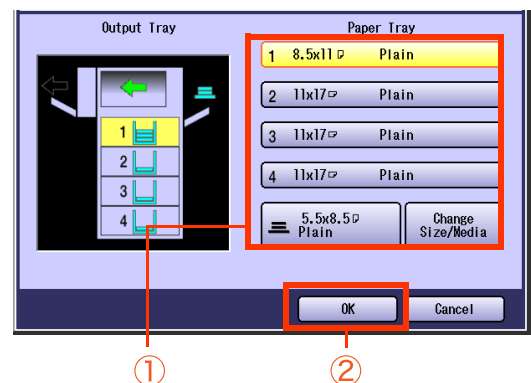 Output Tray
Paper Tray
1 8.5x11 Plain
2 11x17 Plain
3 11x17 Plain
4 11x17 Plain
5.5x8.5
Plain
Change
Size/Media
1
2
3
4
OK
Cancel
① ②